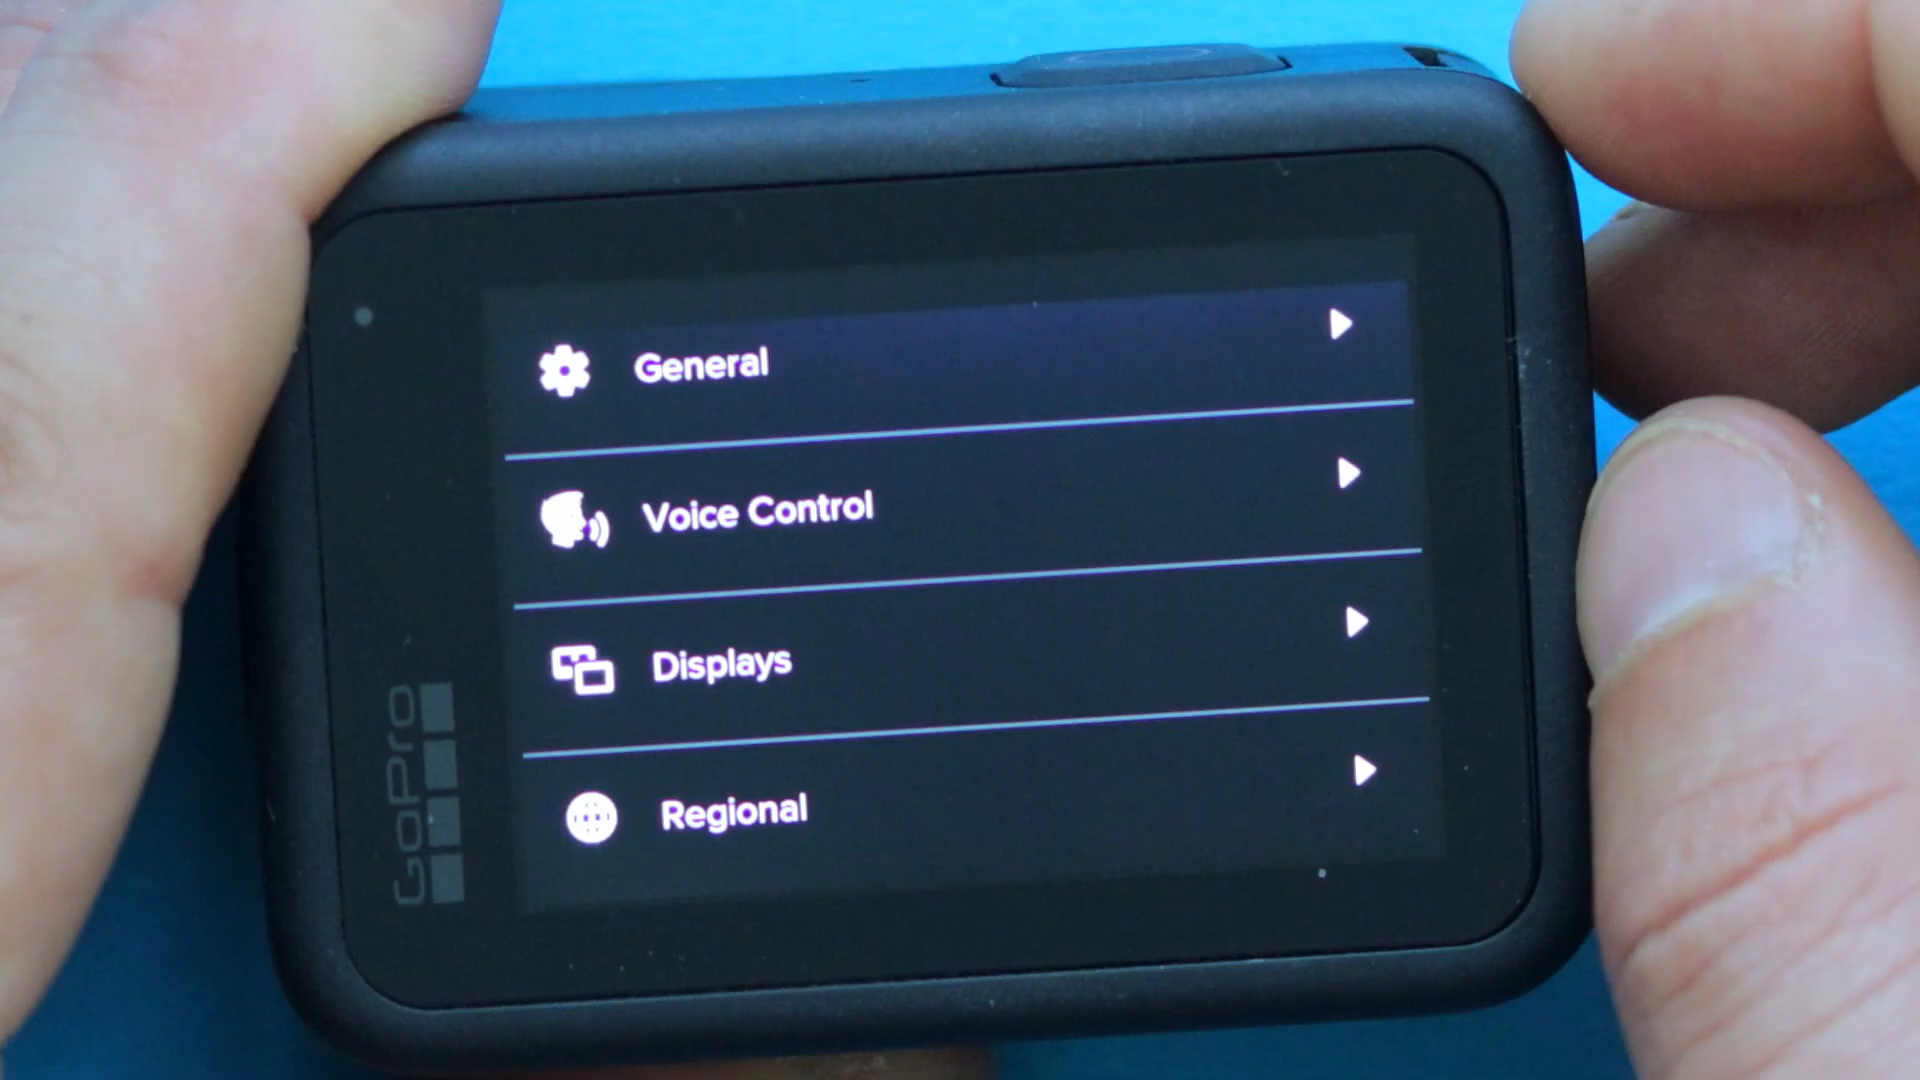 General
Voice Control
Displays
Regional
GoPro